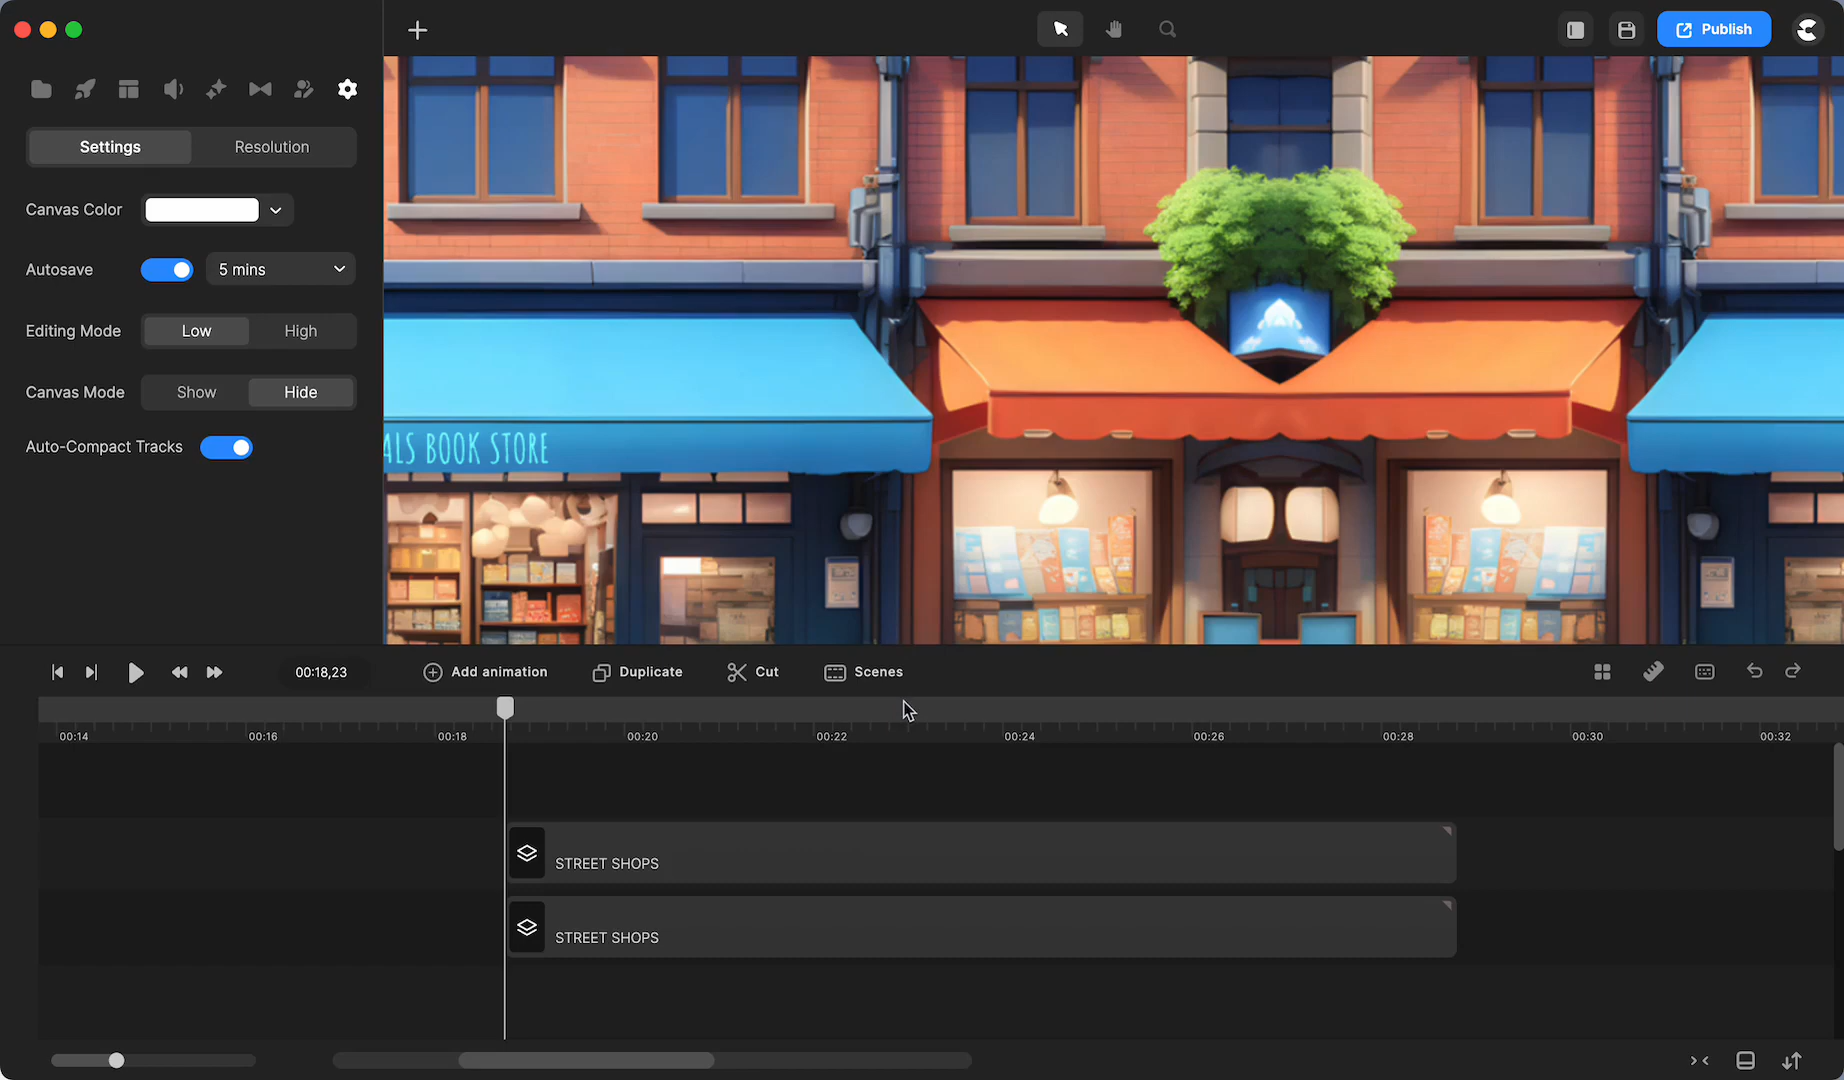 Publish
Settings
Resolution
Canvas Color
Autosave
5 mins
Editing Mode
Low
High
Canvas Mode
Show
Hide
Auto-Compact Tracks
ALS BOOK STORE
00:18,23
Add animation
Duplicate
Cut
Scenes
00:14
00:16
00:18
00:20
00:22
00:24
00:26
00:28
00:30
00:32
STREET SHOPS
STREET SHOPS